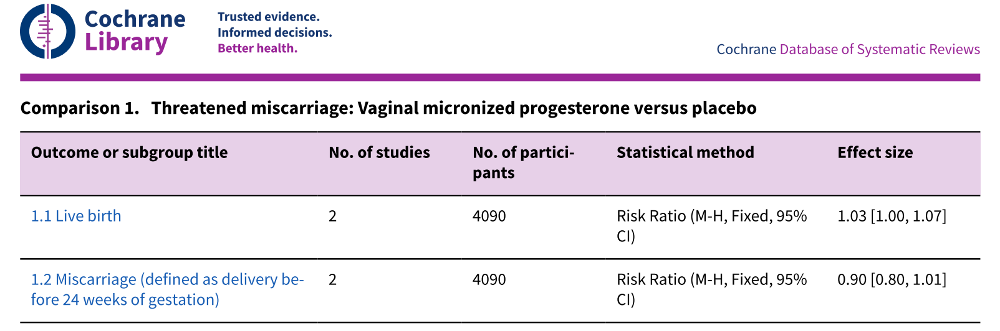 Cochrane
Library
Trusted evidence.
Informed decisions.
Better health.
Cochrane Database of Systematic Reviews
Comparison 1. Threatened miscarriage: Vaginal micronized progesterone versus placebo
Outcome or subgroup title No. of studies No. of partici-
pants Statistical method Effect size
1.1 Live birth 2 4090 Risk Ratio (M-H, Fixed, 95%
CI) 1.03 [1.00, 1.07]
1.2 Miscarriage (defined as delivery be-
fore 24 weeks of gestation) 2 4090 Risk Ratio (M-H, Fixed, 95%
CI) 0.90 [0.80, 1.01]